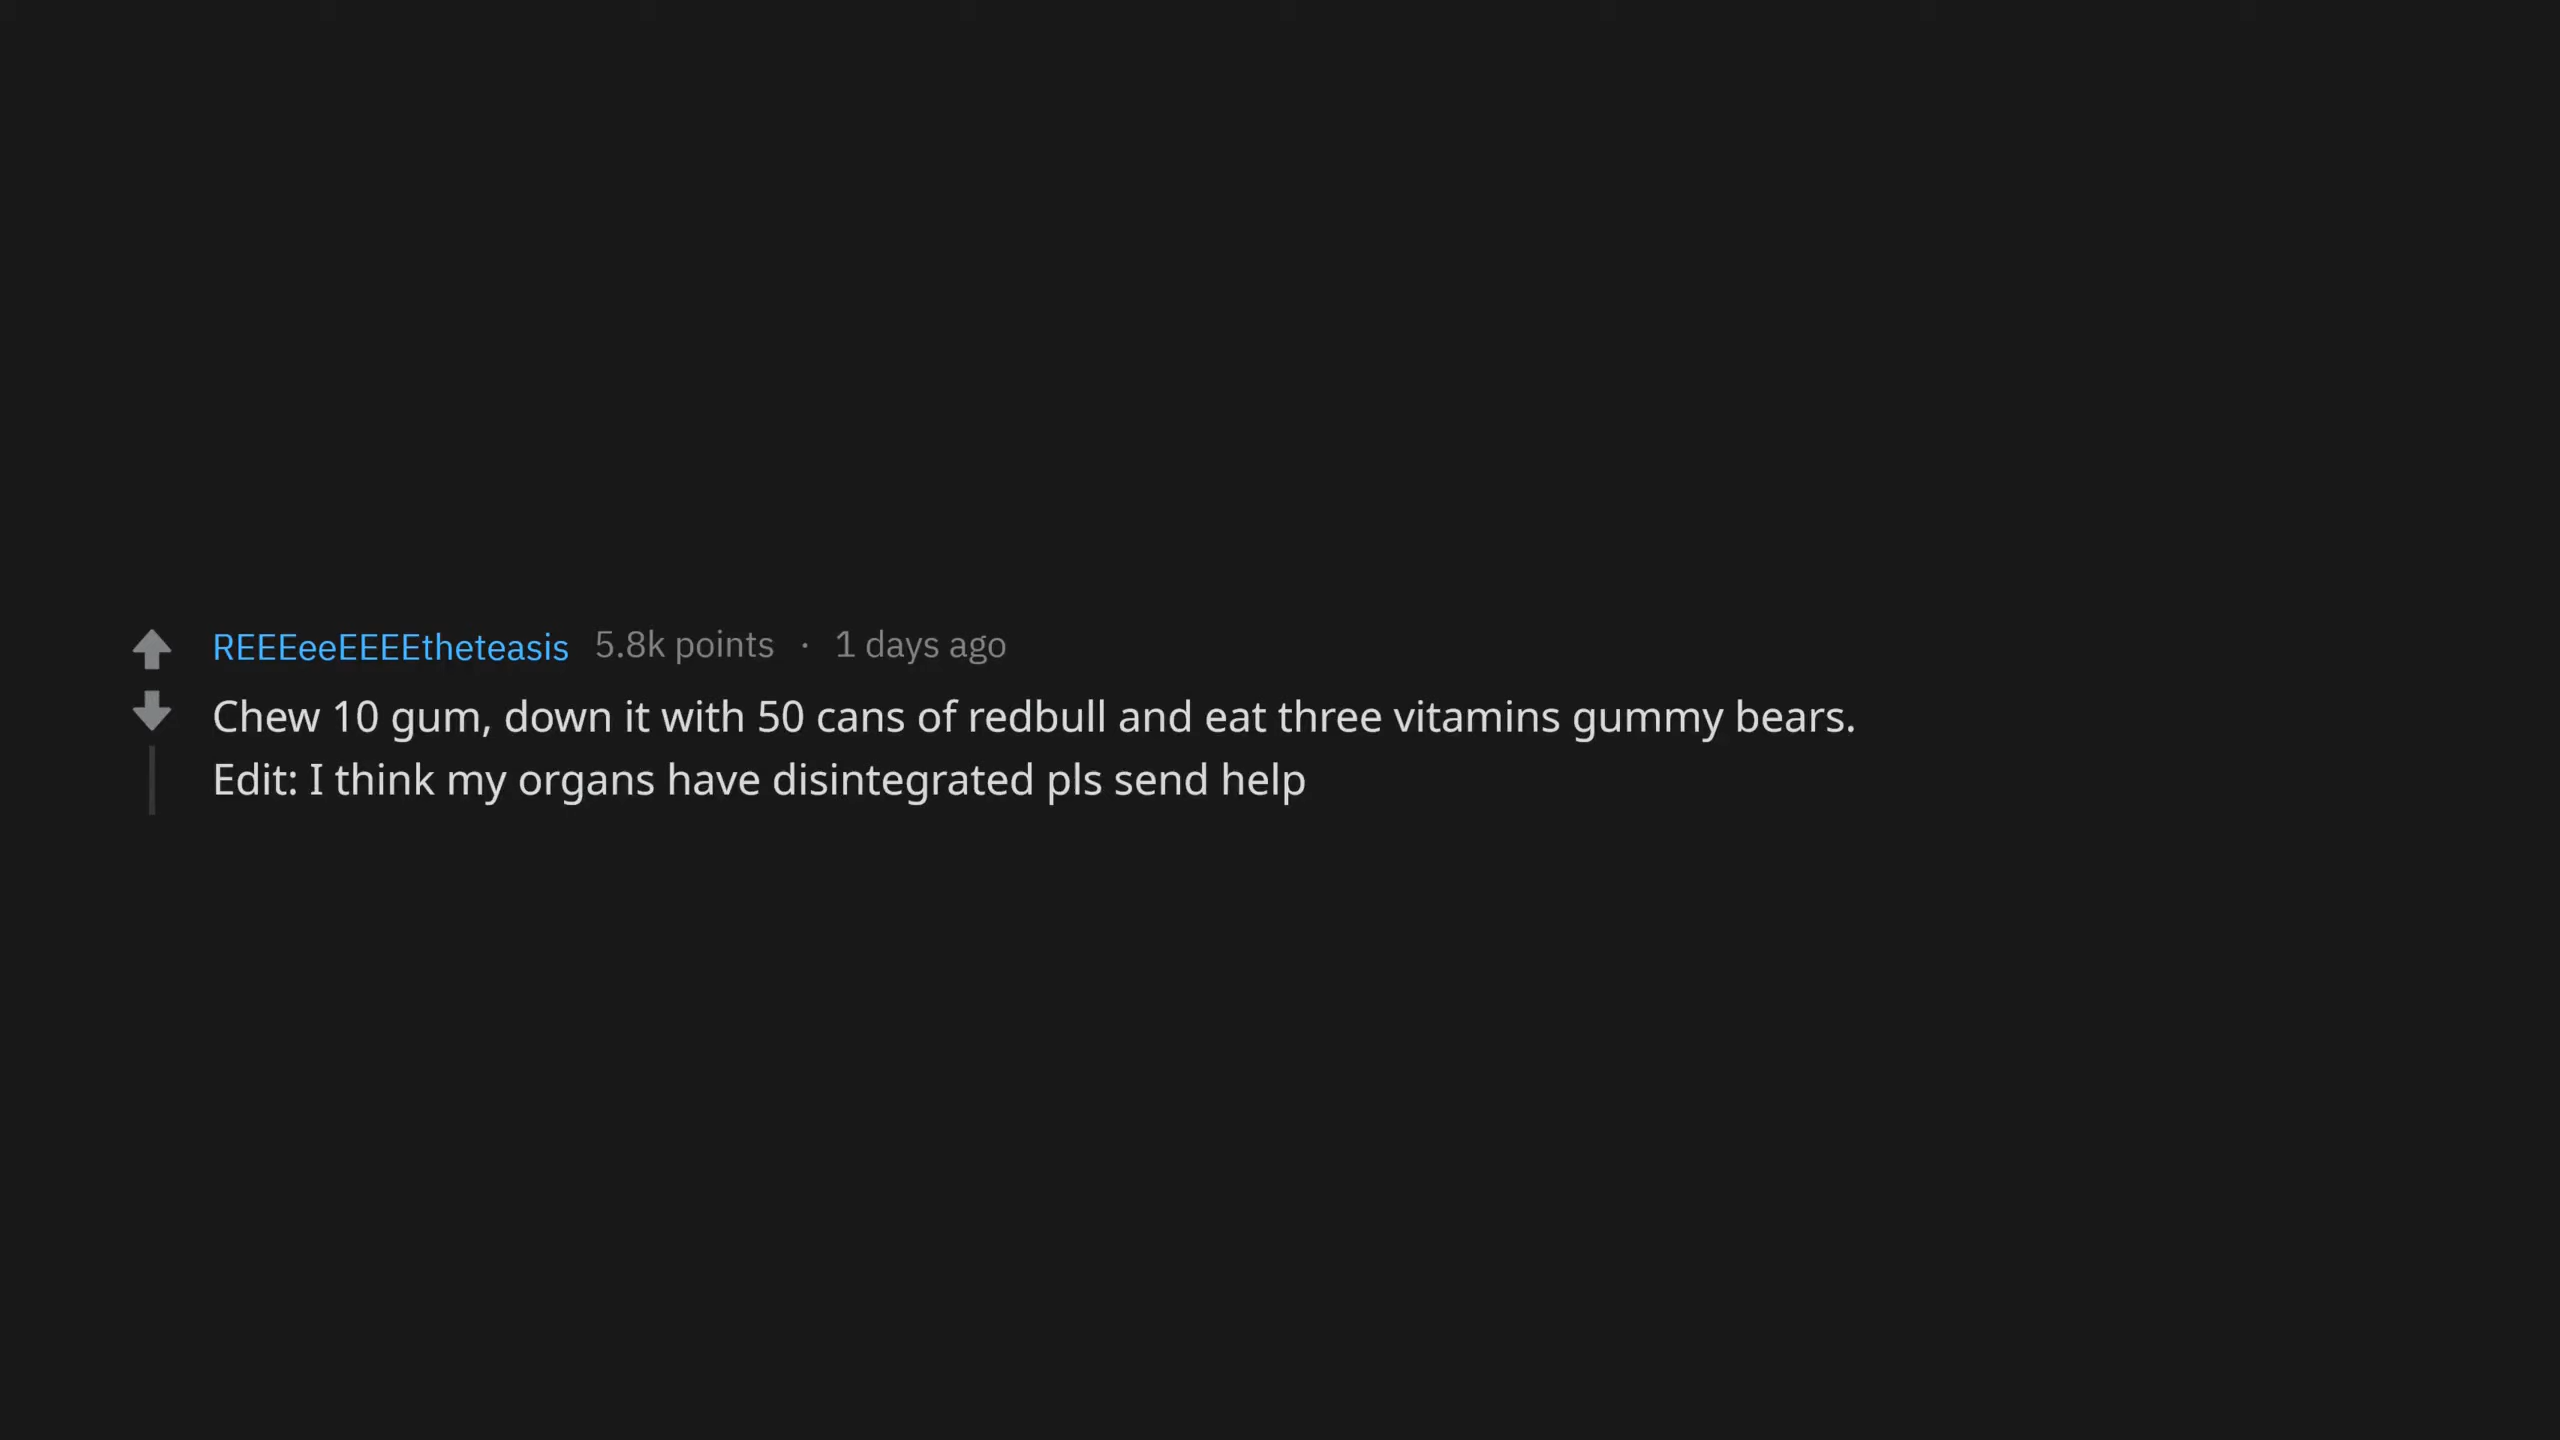 REEEeeEEEEtheteasis 5.8k points · 1 days ago
Chew 10 gum, down it with 50 cans of redbull and eat three vitamins gummy bears.
Edit: I think my organs have disintegrated pls send help